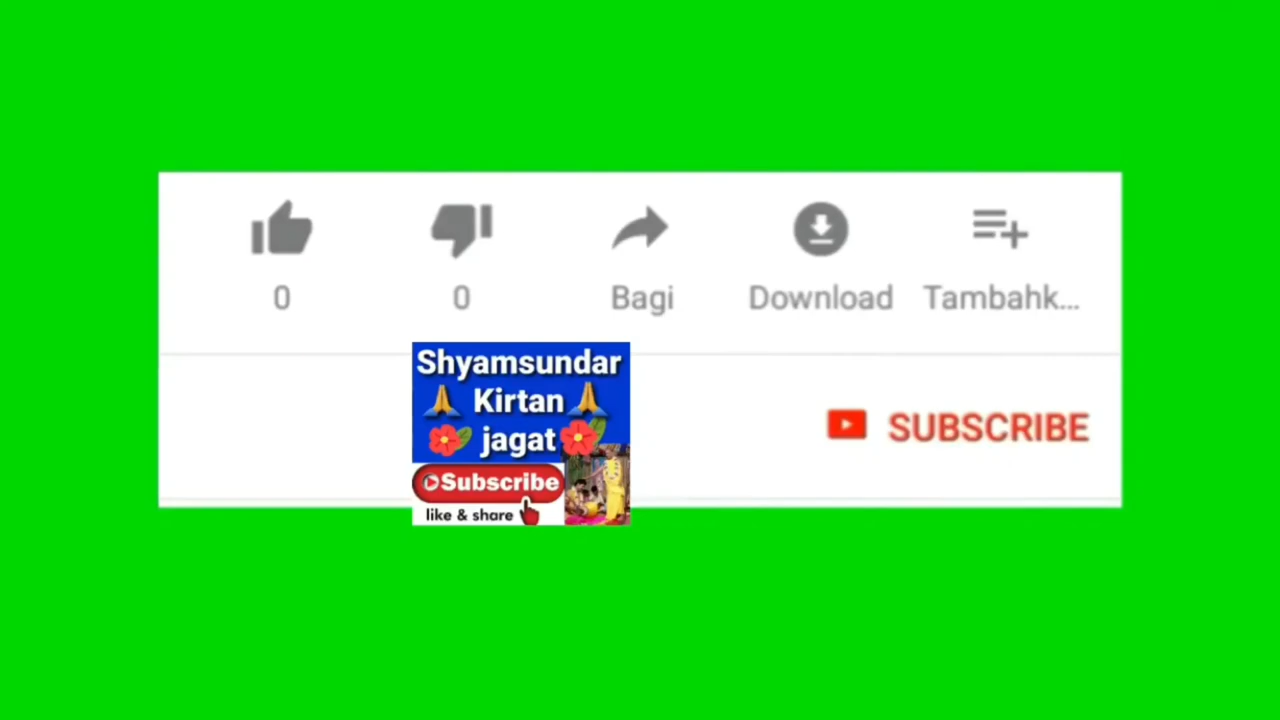 0
0
Bagi
Download
Tambahk...
Shyamsundar
Kirtan
jagat
SUBSCRIBE
Subscribe
like & share